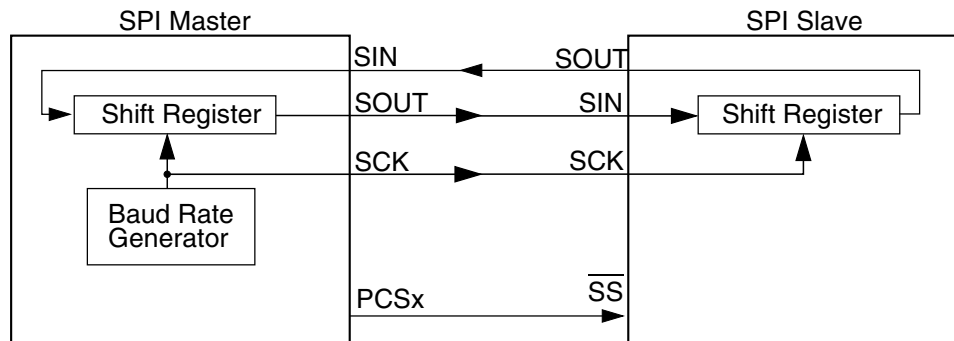 SPI Master
SPI Slave
SIN
SOUT
Shift Register
SOUT
SIN
Shift Register
SCK
SCK
Baud Rate
Generator
PCSx
SS